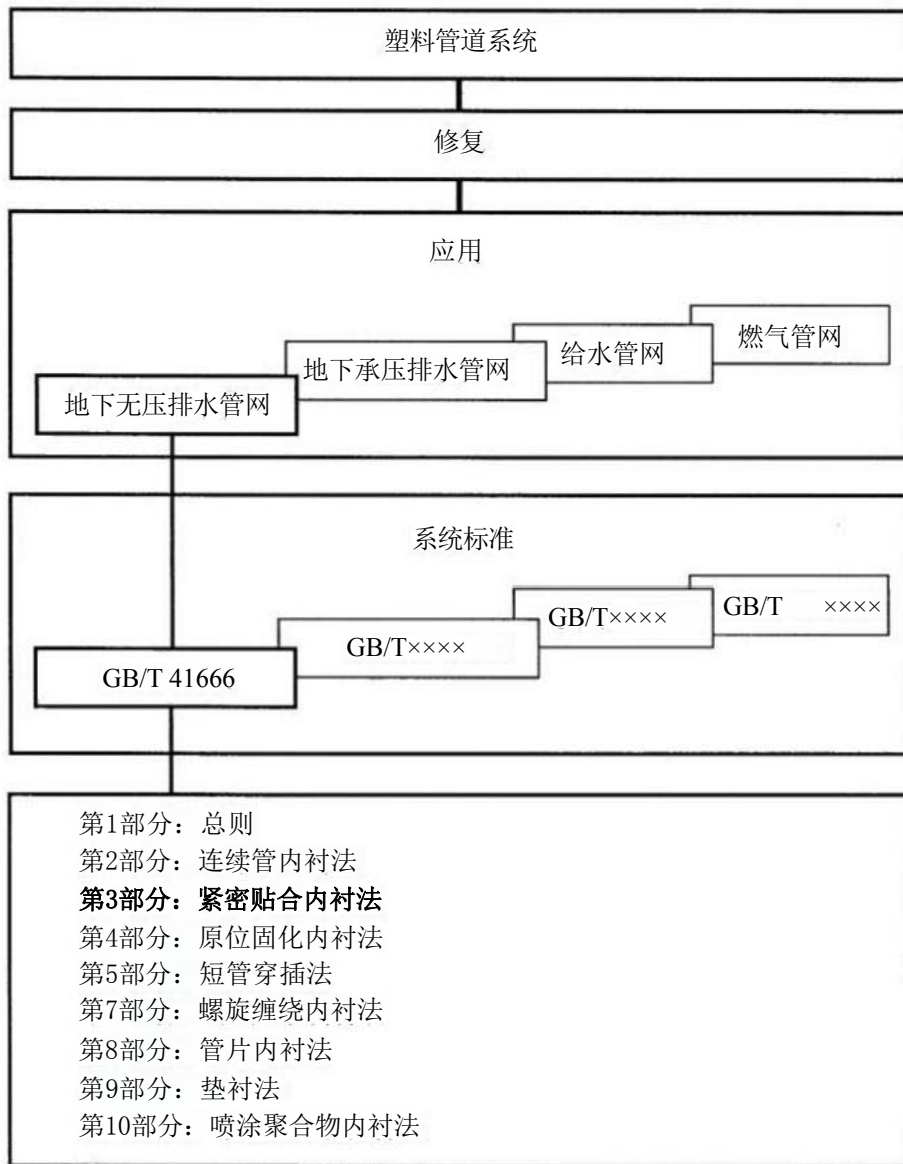 塑料管道系统
修复
应用
燃气管网
给水管网
地下承压排水管网
地下无压排水管网
系统标准
GB/T ××××
GB/T××××
GB/T××××
GB/T 41666
第1部分：总则
第2部分：连续管内衬法
第3部分：紧密贴合内衬法
第4部分：原位固化内衬法
第5部分：短管穿插法
第7部分：螺旋缠绕内衬法
第8部分：管片内衬法
第9部分：垫衬法
第10部分：喷涂聚合物内衬法